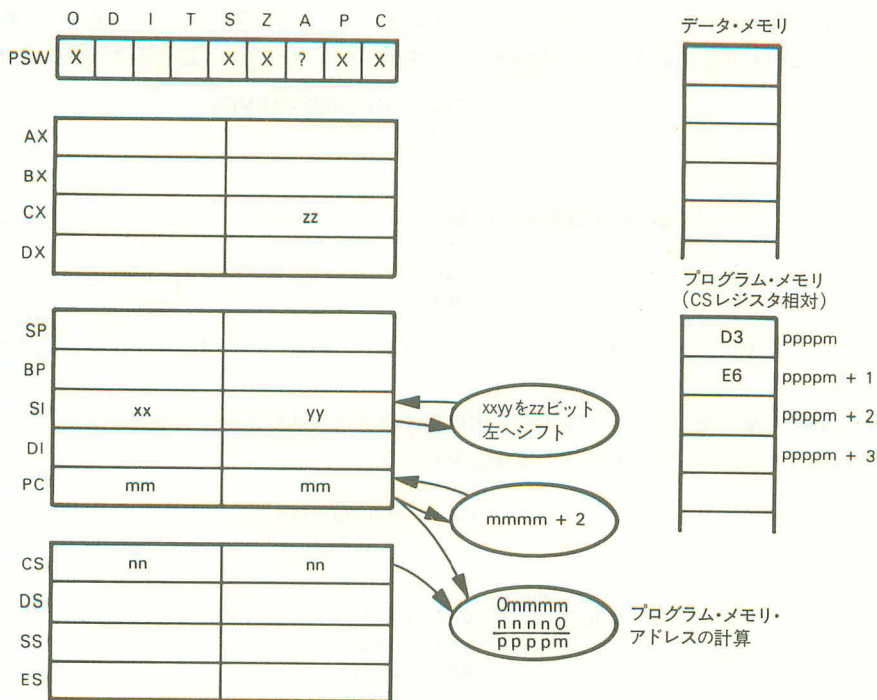 O D I T S Z A P C
PSW X X X ? X X
AX
BX
CX zz
DX
SP
BP
SI xx yy
DI
PC mm mm
xxyyをzzビット
左へシフト
mmmm + 2
CS nn nn
DS
SS
ES
0mmmm
nnnn0
ppppm
プログラム・メモリ・
アドレスの計算
データ・メモリ
プログラム・メモリ
(CSレジスタ相対)
D3 ppppm
E6 ppppm + 1
ppppm + 2
ppppm + 3